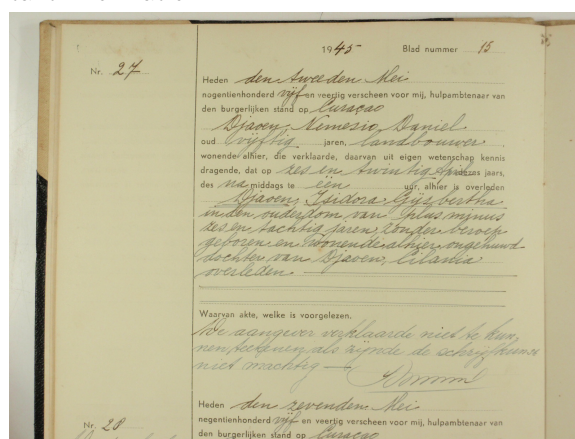 1945 Blad nummer 15
Nr. 27
Heden den tweeden Mei
negentienhonderd vijf en veertig verscheen voor mij, hulpambtenaar van
den burgerlijken stand op Curaçao
Djaoen, Nemesio Daniel
oud vijftig jaren, landbouwer,
wonende alhier, die verklaarde, daarvan uit eigen wetenschap kennis
dragende, dat op zes en twintig April dezes jaars,
des na middags te één uur, alhier is overleden
Djaoen, Isidora Gijsbertha
in den ouderdom van plus minus
zes en tachtig jaren, zonder beroep
geboren en wonende alhier, ongehuwd
dochter van Djaoen, Cilania
overleden
Waarvan akte, welke is voorgelezen.
De aangever verklaarde niet te kun-
nen teekenen als zijnde de schrijfkunst
niet machtig
Heden den zevenden Mei
Nr. 28
negentienhonderd vijf en veertig verscheen voor mij, hulpambtenaar van
den burgerlijken stand op Curaçao